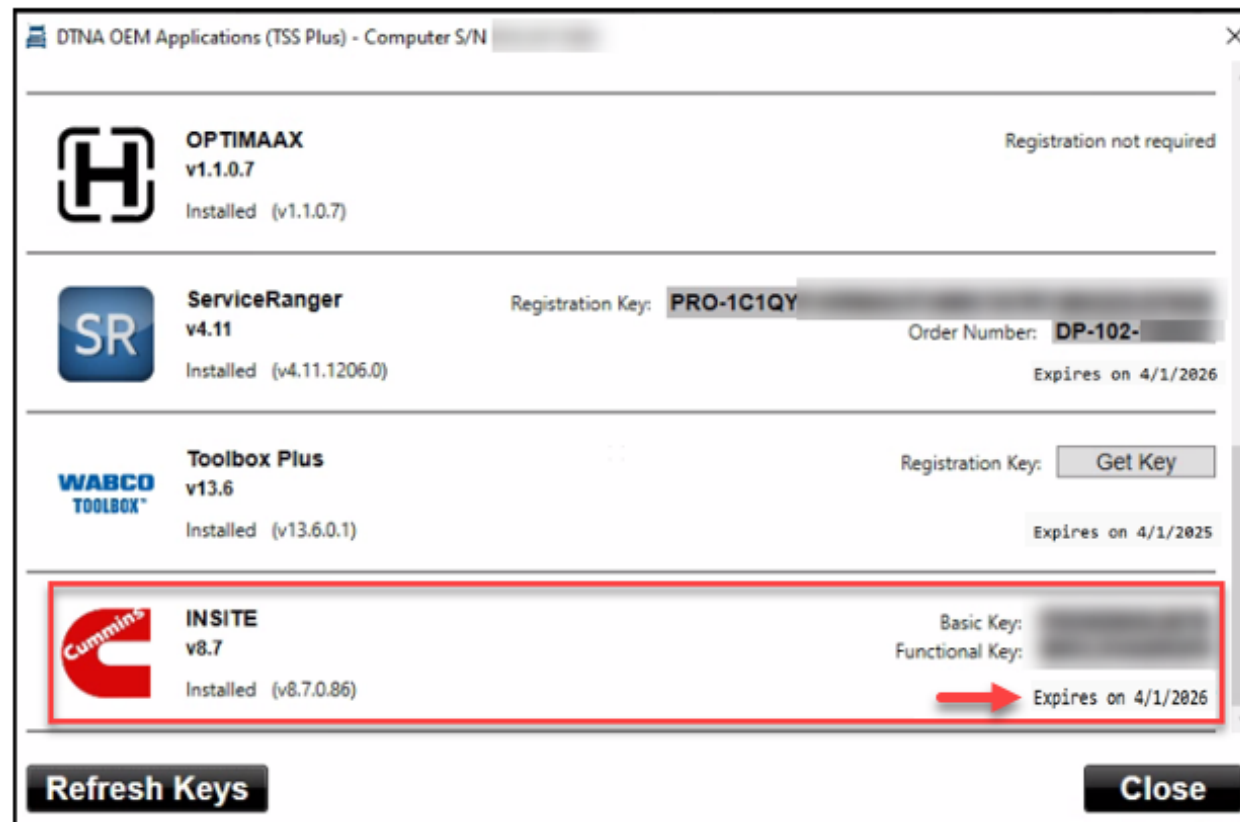 DTNA OEM Applications (TSS Plus) - Computer S/N
OPTIMAAX
v1.1.0.7
Installed (v1.1.0.7)
Registration not required
ServiceRanger
v4.11
Installed (v4.11.1206.0)
Registration Key: PRO-1C1QY
Order Number: DP-102-
Expires on 4/1/2026
WABCO
TOOLBOX™
Toolbox Plus
v13.6
Installed (v13.6.0.1)
Registration Key: Get Key
Expires on 4/1/2025
Cummins
INSITE
v8.7
Installed (v8.7.0.86)
Basic Key:
Functional Key:
Expires on 4/1/2026
Refresh Keys
Close
H
SR